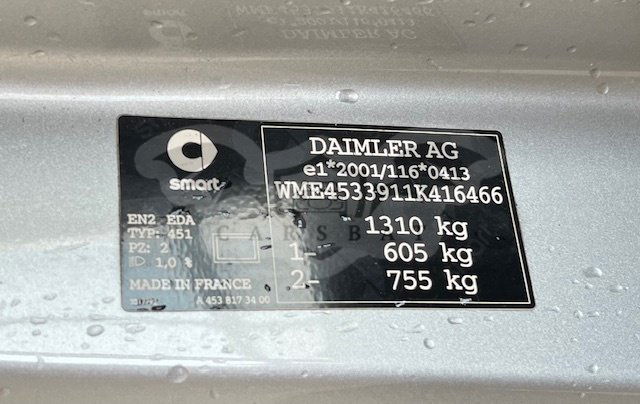 smart
EN2 EDA
TYP: 451
PZ: 2
1,0 %
MADE IN FRANCE
A 453 817 34 00
DAIMLER AG
e1*2001/116*0413
WME4533911K416466
1310 kg
1- 605 kg
2- 755 kg